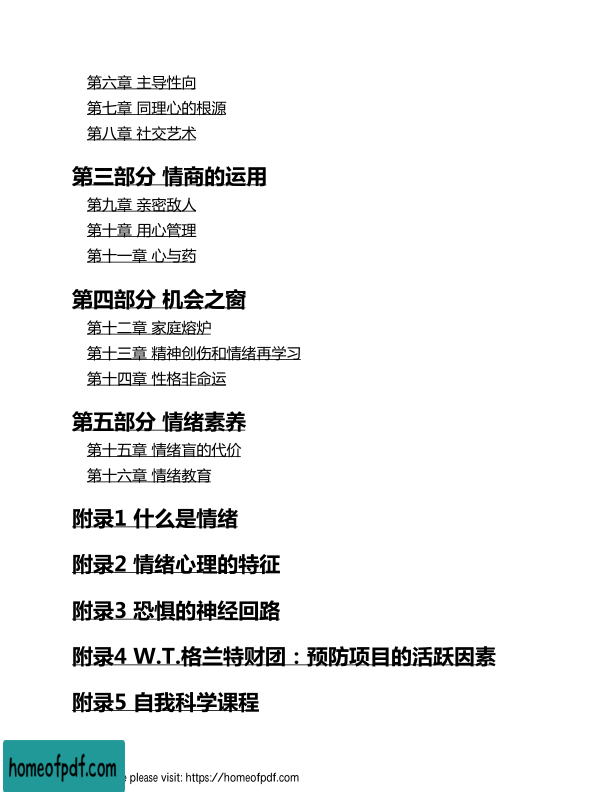 第六章 主导性向
第七章 同理心的根源
第八章 社交艺术
第三部分 情商的运用
第九章 亲密敌人
第十章 用心管理
第十一章 心与药
第四部分 机会之窗
第十二章 家庭熔炉
第十三章 精神创伤和情绪再学习
第十四章 性格非命运
第五部分 情绪素养
第十五章 情绪盲的代价
第十六章 情绪教育
附录1 什么是情绪
附录2 情绪心理的特征
附录3 恐惧的神经回路
附录4 W.T.格兰特财团：预防项目的活跃因素
附录5 自我科学课程
homeofpdf.com
please visit: https://homeofpdf.com